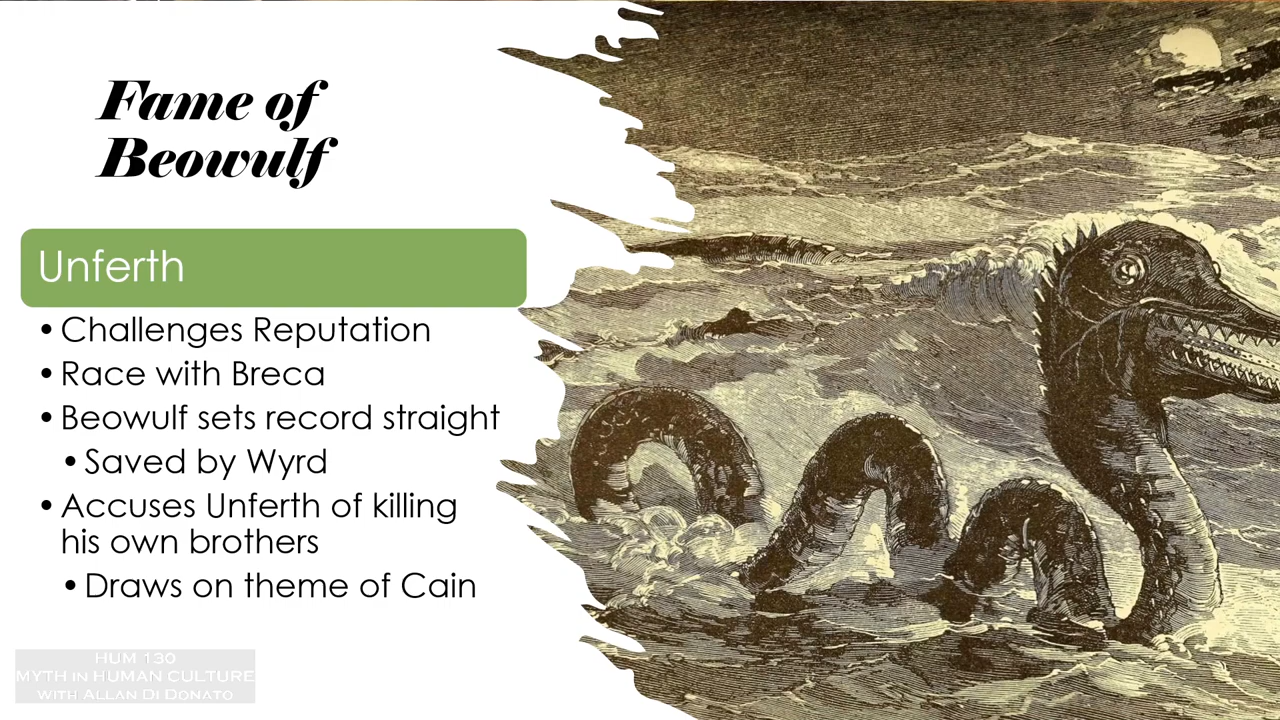 Fame of
Beowulf
Unferth
• Challenges Reputation
• Race with Breca
• Beowulf sets record straight
• Saved by Wyrd
• Accuses Unferth of killing
his own brothers
• Draws on theme of Cain
HUM 130
MYTH IN HUMAN CULTURE
WITH ALLAN DI DONATO